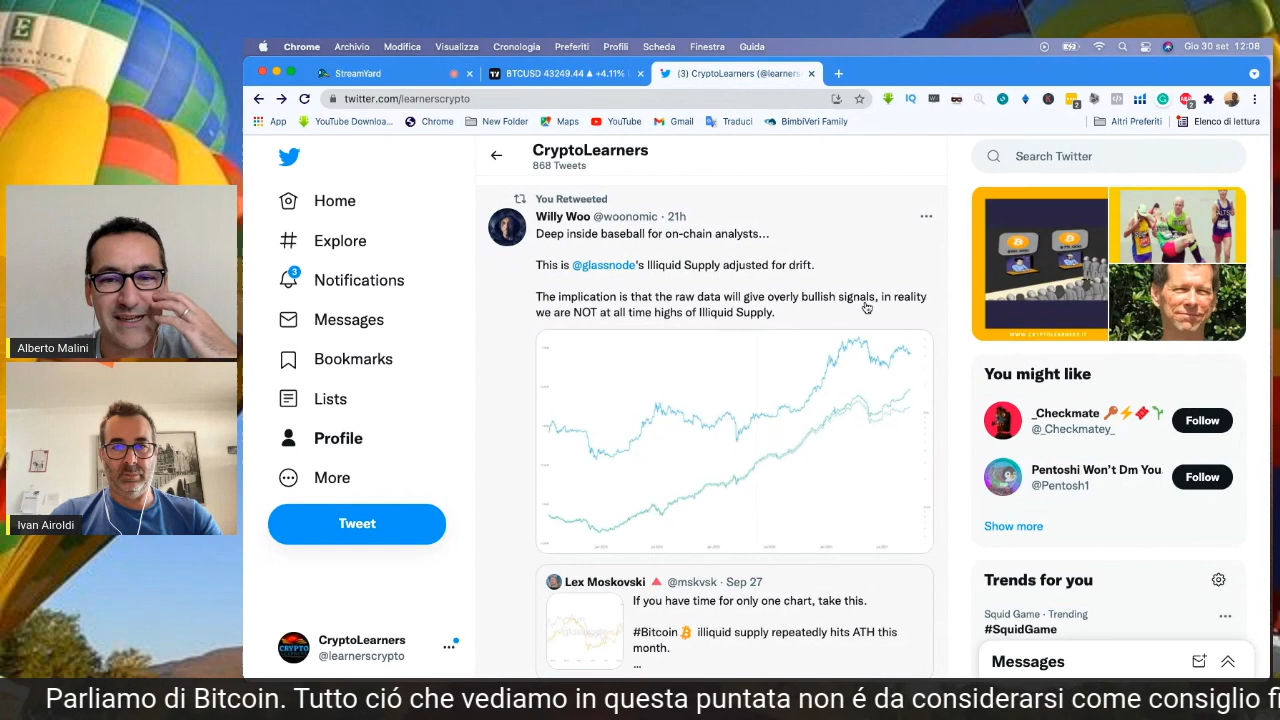 Chrome Archivio Modifica Visualizza Cronologia Preferiti Profili Scheda Finestra Guida Gio 30 set 12:08
StreamYard BTCUSD 43249.44 ▲ +4.11% (3) CryptoLearners (@learners
twitter.com/learnerscrypto
App YouTube Downloa... Chrome New Folder Maps YouTube Gmail Traduci BimbiVeri Family Altri Preferiti Elenco di lettura
CryptoLearners
868 Tweets
Search Twitter
Home
Explore
3
Notifications
Messages
Bookmarks
Lists
Profile
More
Tweet
CryptoLearners
@learnerscrypto
You Retweeted
Willy Woo @woonomic · 21h
Deep inside baseball for on-chain analysts...
This is @glassnode's Illiquid Supply adjusted for drift.
The implication is that the raw data will give overly bullish signals, in reality
we are NOT at all time highs of Illiquid Supply.
Lex Moskovski 🔺 @mskvsk · Sep 27
If you have time for only one chart, take this.
#Bitcoin illiquid supply repeatedly hits ATH this
month.
...
WWW.CRYPTOLEARNERS.IT
You might like
_Checkmate 🔑⚡
@_Checkmatey_
Follow
Pentoshi Won't Dm You
@Pentosh1
Follow
Show more
Trends for you
Squid Game · Trending
#SquidGame
Messages
Alberto Malini
Ivan Airoldi
Parliamo di Bitcoin. Tutto ció che vediamo in questa puntata non é da considerarsi come consiglio fi